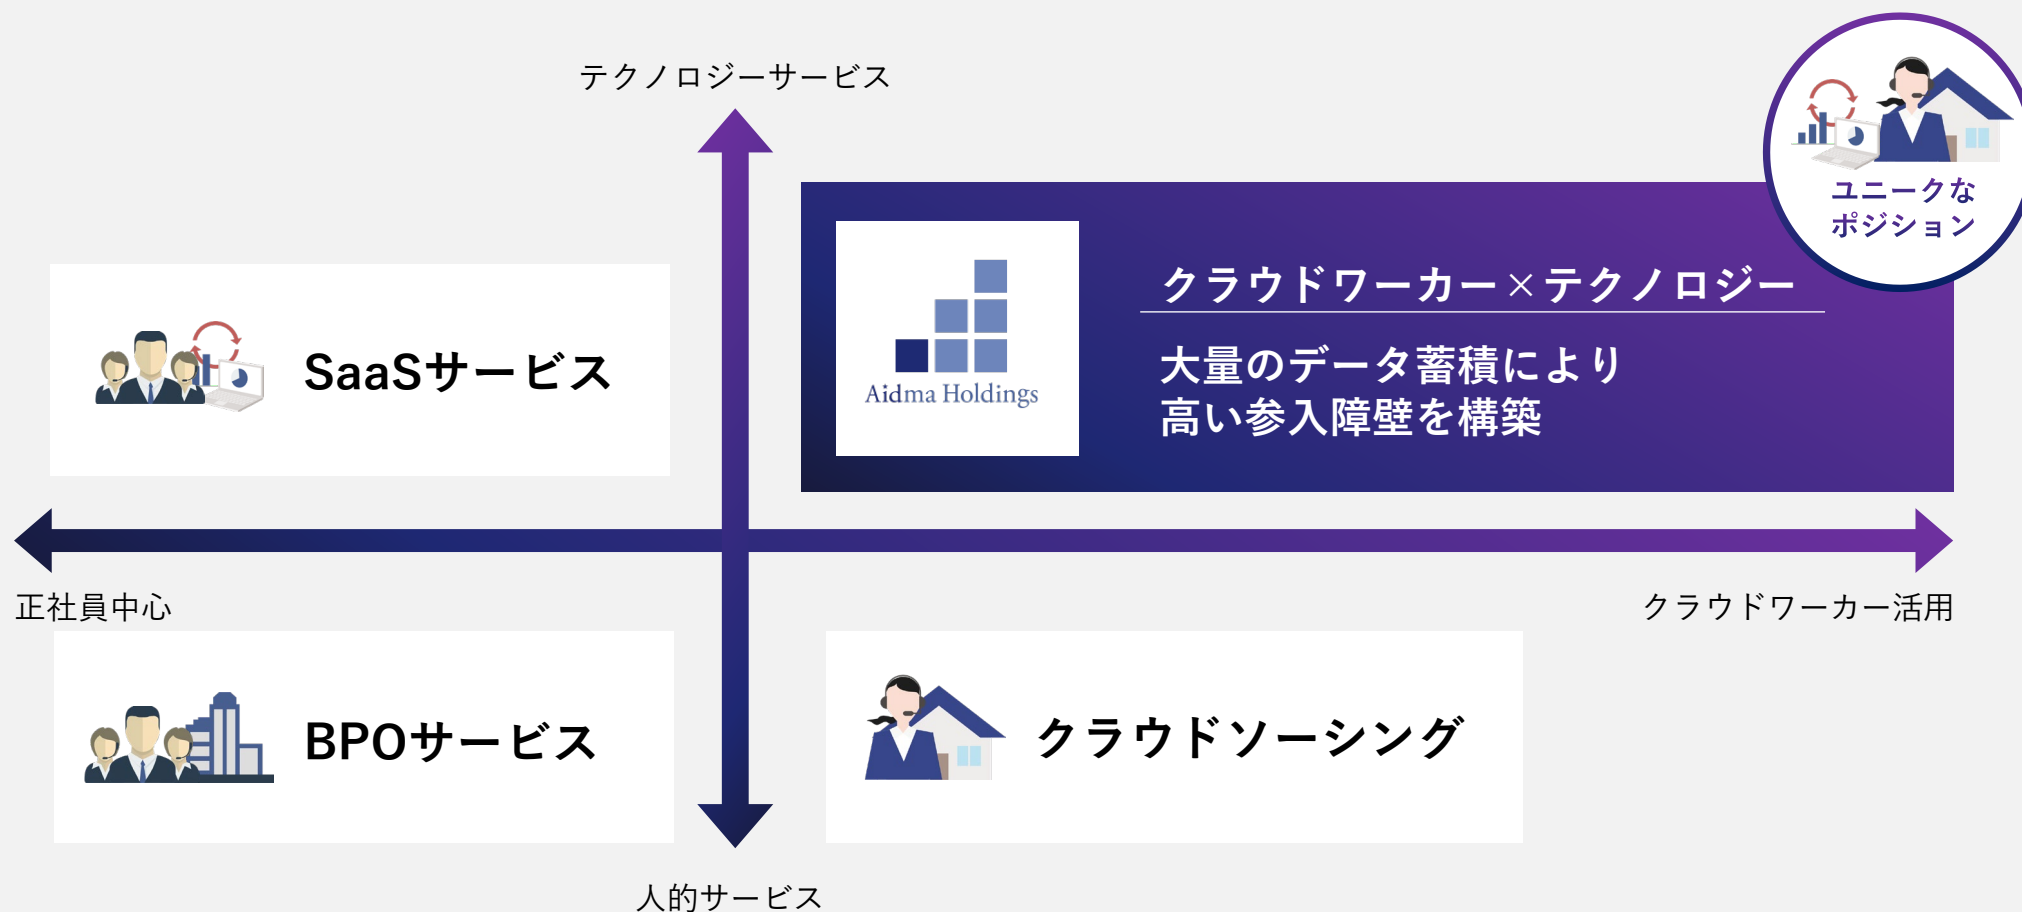 テクノロジーサービス
ユニークな
ポジション
Aidma Holdings
クラウドワーカー×テクノロジー
大量のデータ蓄積により
高い参入障壁を構築
SaaSサービス
正社員中心
クラウドワーカー活用
BPOサービス
クラウドソーシング
人的サービス